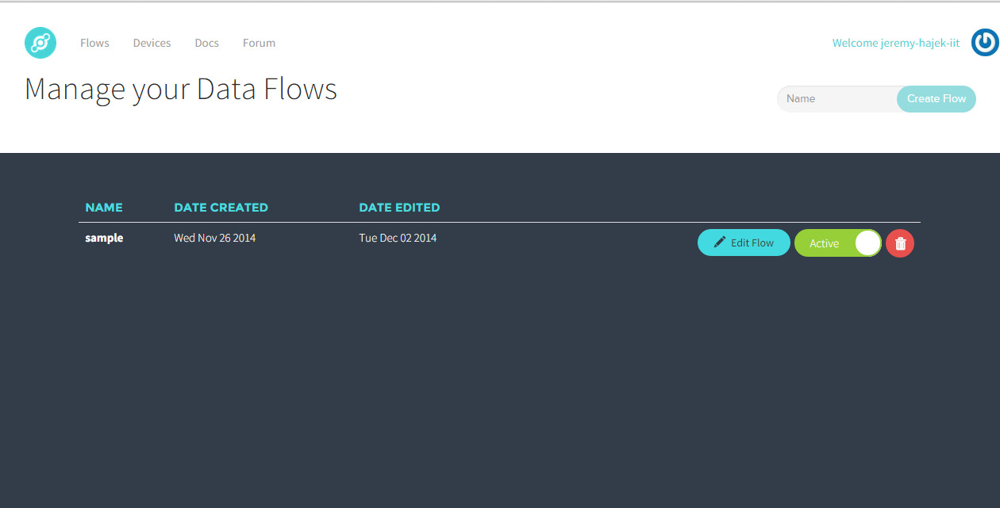 Flows Devices Docs Forum Welcome jeremy-hajek-iit
Manage your Data Flows
Name Create Flow
NAME DATE CREATED DATE EDITED
sample Wed Nov 26 2014 Tue Dec 02 2014 Edit Flow Active